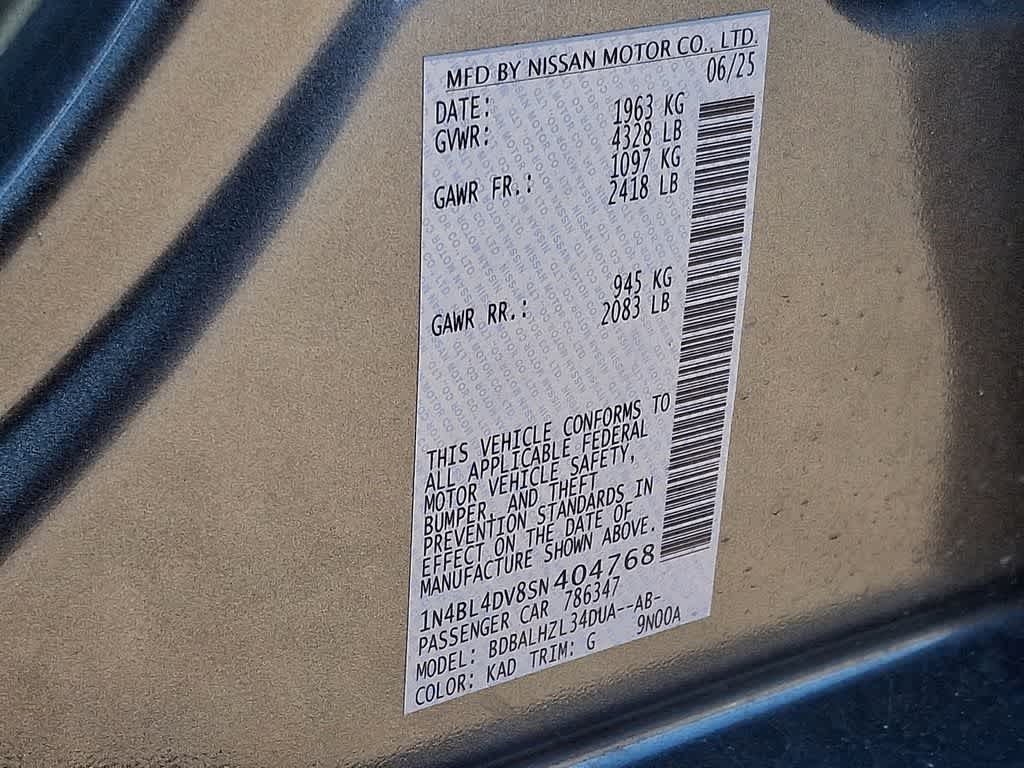 MFD BY NISSAN MOTOR CO., LTD.
DATE: 06/25
GVWR: 1963 KG
4328 LB
GAWR FR.: 1097 KG
2418 LB
GAWR RR.: 945 KG
2083 LB
THIS VEHICLE CONFORMS TO
ALL APPLICABLE FEDERAL
MOTOR VEHICLE SAFETY,
BUMPER, AND THEFT
PREVENTION STANDARDS IN
EFFECT ON THE DATE OF
MANUFACTURE SHOWN ABOVE.
1N4BL4DV8SN404768
PASSENGER CAR 786347
MODEL: BDBALHZL34DUA--AB-
COLOR: KAD TRIM: G 9N00A